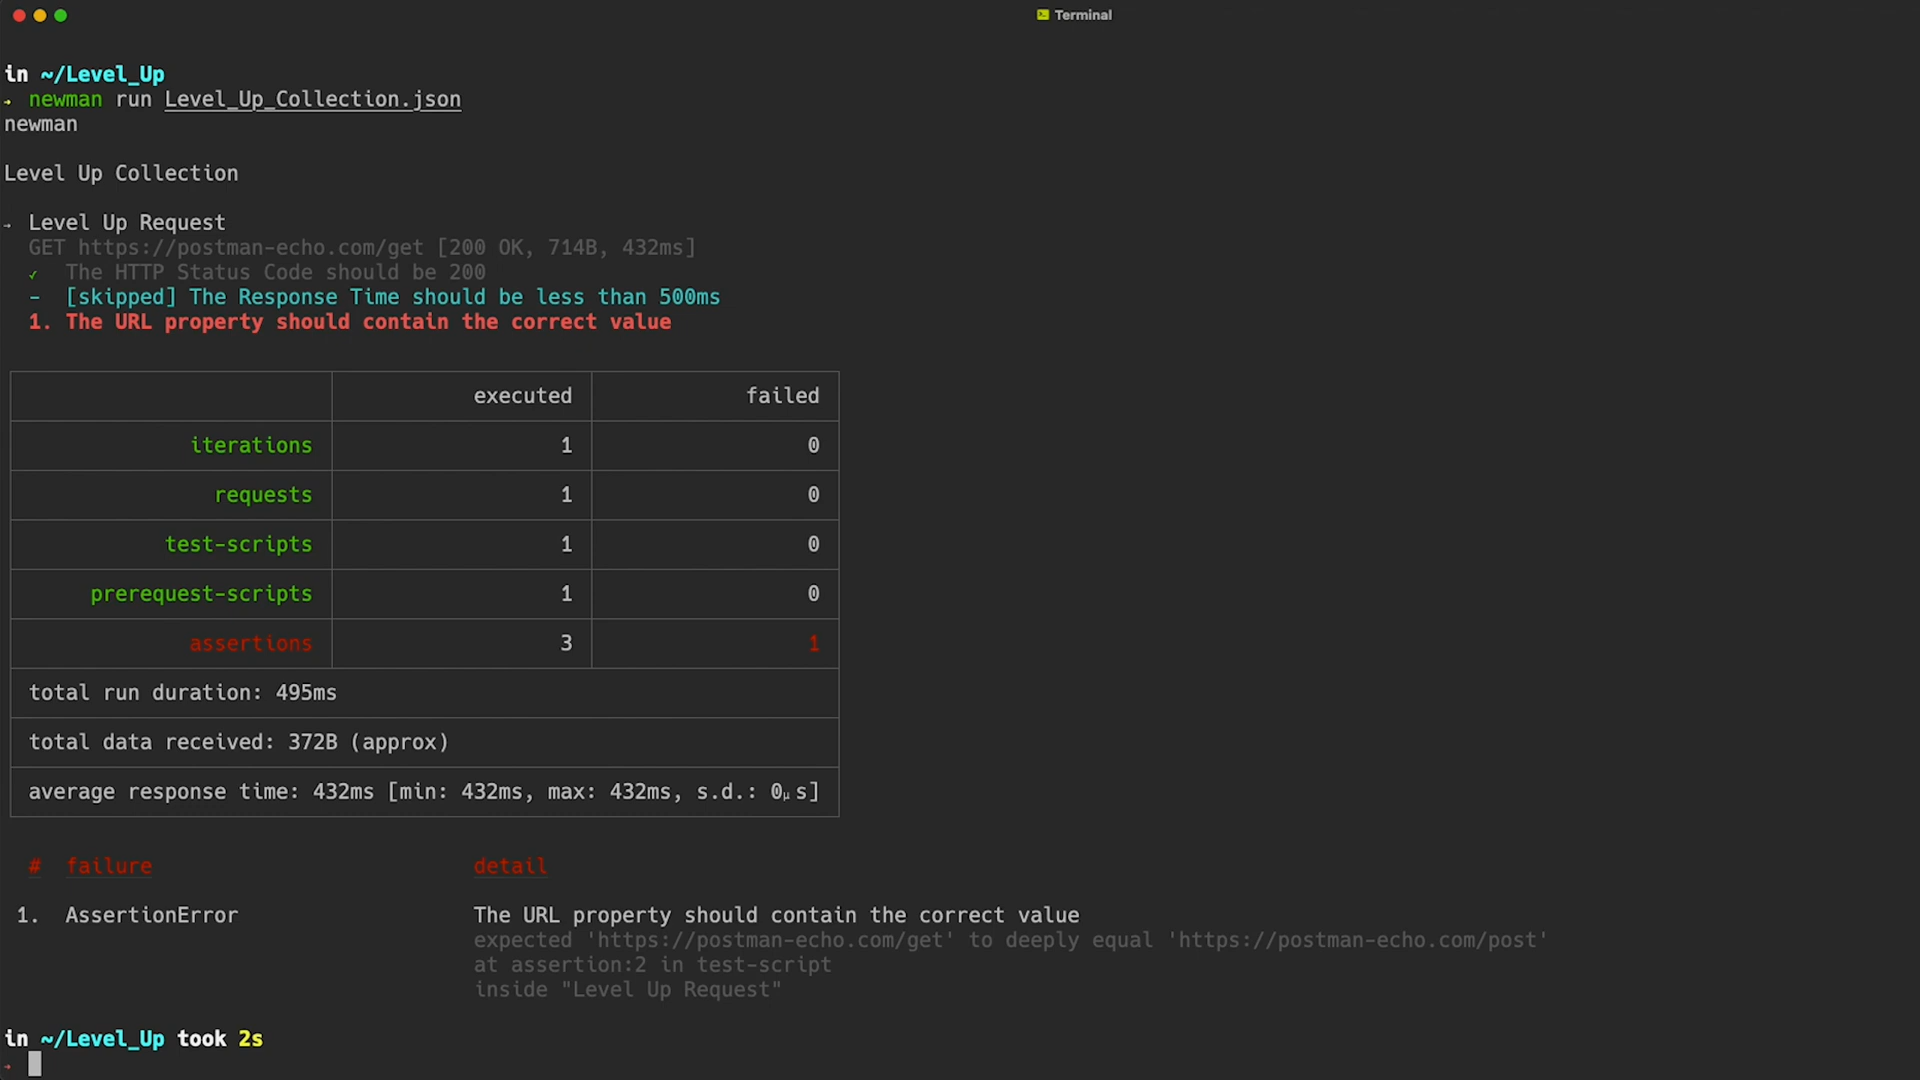 Terminal
in ~/Level_Up
→ newman run Level_Up_Collection.json
newman
Level Up Collection
→ Level Up Request
GET https://postman-echo.com/get [200 OK, 714B, 432ms]
✓ The HTTP Status Code should be 200
- [skipped] The Response Time should be less than 500ms
1. The URL property should contain the correct value
executed failed
iterations 1 0
requests 1 0
test-scripts 1 0
prerequest-scripts 1 0
assertions 3 1
total run duration: 495ms
total data received: 372B (approx)
average response time: 432ms [min: 432ms, max: 432ms, s.d.: 0µs]
# failure detail
1. AssertionError The URL property should contain the correct value
expected 'https://postman-echo.com/get' to deeply equal 'https://postman-echo.com/post'
at assertion:2 in test-script
inside "Level Up Request"
in ~/Level_Up took 2s
→